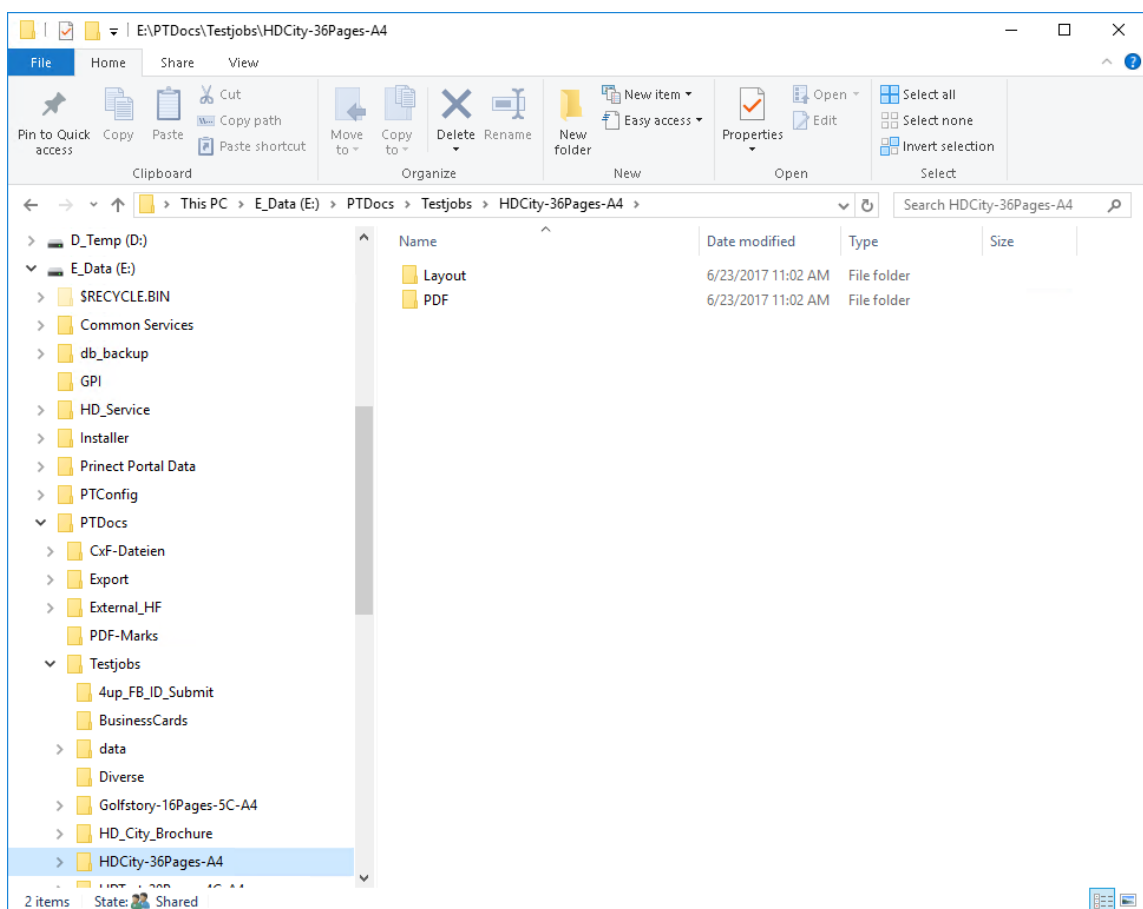 E:\PTDocs\Testjobs\HDCity-36Pages-A4
File Home Share View
Pin to Quick access
Copy
Paste
Cut
Copy path
Paste shortcut
Clipboard
Move to
Copy to
Delete
Rename
Organize
New folder
New item
Easy access
New
Properties
Open
Edit
Open
Select all
Select none
Invert selection
Select
This PC > E_Data (E:) > PTDocs > Testjobs > HDCity-36Pages-A4 >
Search HDCity-36Pages-A4
Name Date modified Type Size
Layout 6/23/2017 11:02 AM File folder
PDF 6/23/2017 11:02 AM File folder
D_Temp (D:)
E_Data (E:)
$RECYCLE.BIN
Common Services
db_backup
GPI
HD_Service
Installer
Prinect Portal Data
PTConfig
PTDocs
CxF-Dateien
Export
External_HF
PDF-Marks
Testjobs
4up_FB_ID_Submit
BusinessCards
data
Diverse
Golfstory-16Pages-5C-A4
HD_City_Brochure
HDCity-36Pages-A4
2 items State: Shared